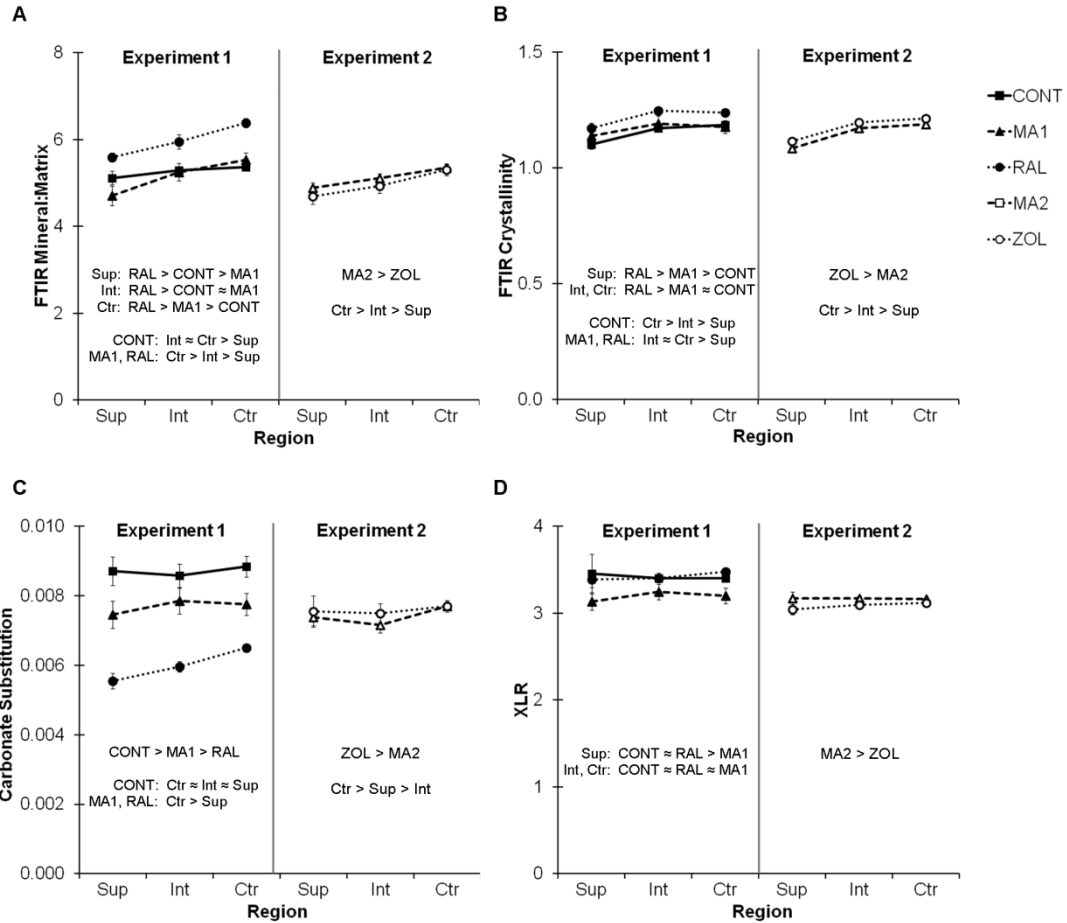 A
FTIR Mineral:Matrix
8
6
4
2
0
Experiment 1
Experiment 2
Sup: RAL > CONT > MA1
Int: RAL > CONT ≈ MA1
Ctr: RAL > MA1 > CONT
CONT: Int ≈ Ctr > Sup
MA1, RAL: Ctr > Int > Sup
MA2 > ZOL
Ctr > Int > Sup
Sup Int Ctr Sup Int Ctr
Region
B
FTIR Crystallinity
1.5
1.0
0.5
0.0
Experiment 1
Experiment 2
Sup: RAL > MA1 > CONT
Int, Ctr: RAL > MA1 ≈ CONT
CONT: Ctr > Int > Sup
MA1, RAL: Int ≈ Ctr > Sup
ZOL > MA2
Ctr > Int > Sup
Sup Int Ctr Sup Int Ctr
Region
CONT
MA1
RAL
MA2
ZOL
C
Carbonate Substitution
0.010
0.008
0.006
0.004
0.002
0.000
Experiment 1
Experiment 2
CONT > MA1 > RAL
CONT: Ctr ≈ Int ≈ Sup
MA1, RAL: Ctr > Sup
ZOL > MA2
Ctr > Sup > Int
Sup Int Ctr Sup Int Ctr
Region
D
XLR
4
3
2
1
0
Experiment 1
Experiment 2
Sup: CONT ≈ RAL > MA1
Int, Ctr: CONT ≈ RAL ≈ MA1
MA2 > ZOL
Sup Int Ctr Sup Int Ctr
Region